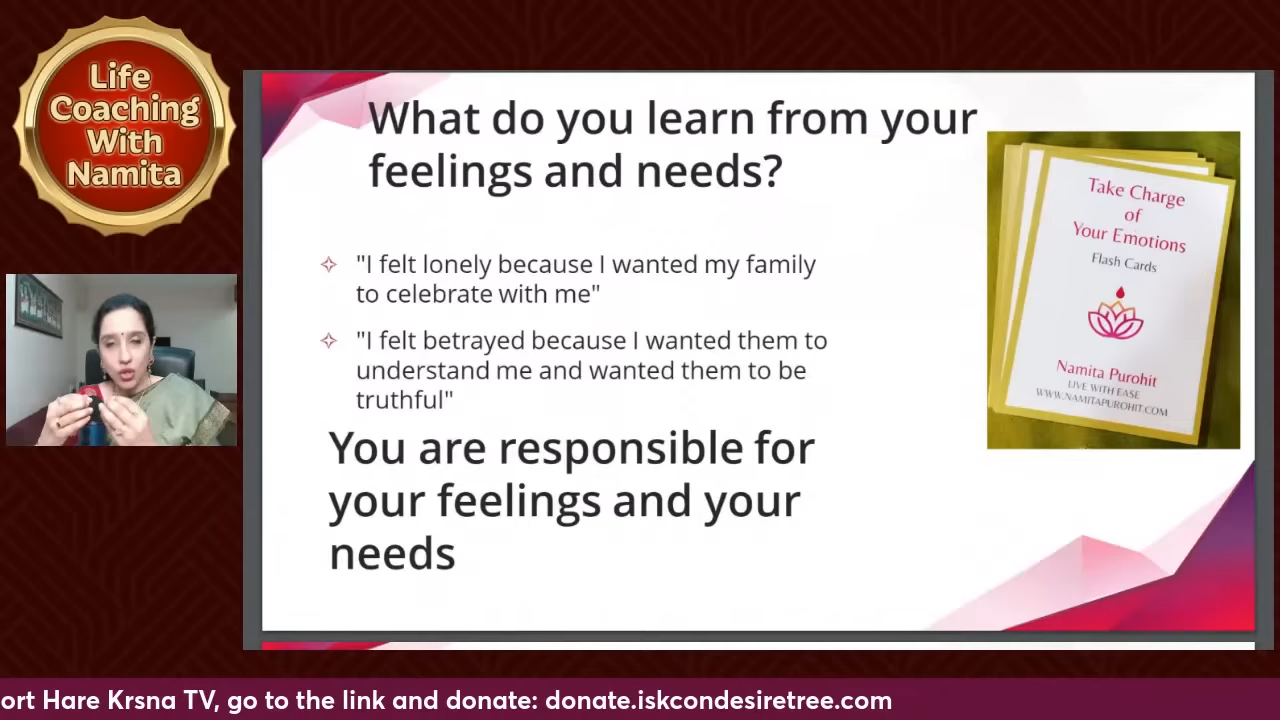 Life
Coaching
With
Namita
What do you learn from your
feelings and needs?
"I felt lonely because I wanted my family
to celebrate with me"
"I felt betrayed because I wanted them to
understand me and wanted them to be
truthful"
You are responsible for
your feelings and your
needs
Take Charge
of
Your Emotions
Flash Cards
Namita Purohit
LIVE WITH EASE
WWW.NAMITAPUROHIT.COM
ort Hare Krsna TV, go to the link and donate: donate.iskcondesiretree.com